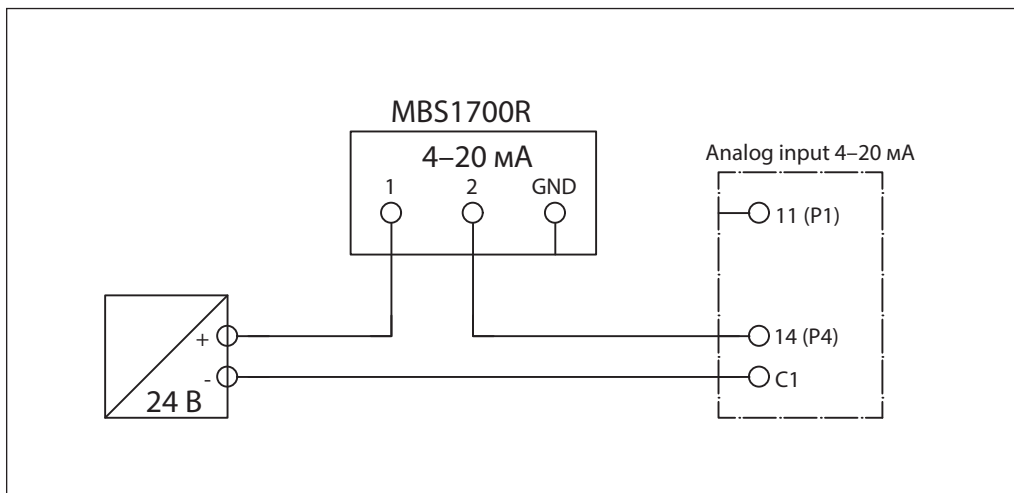 MBS1700R
4–20 мА
1 2 GND
Analog input 4–20 мА
11 (P1)
+
14 (P4)
-
C1
24 В